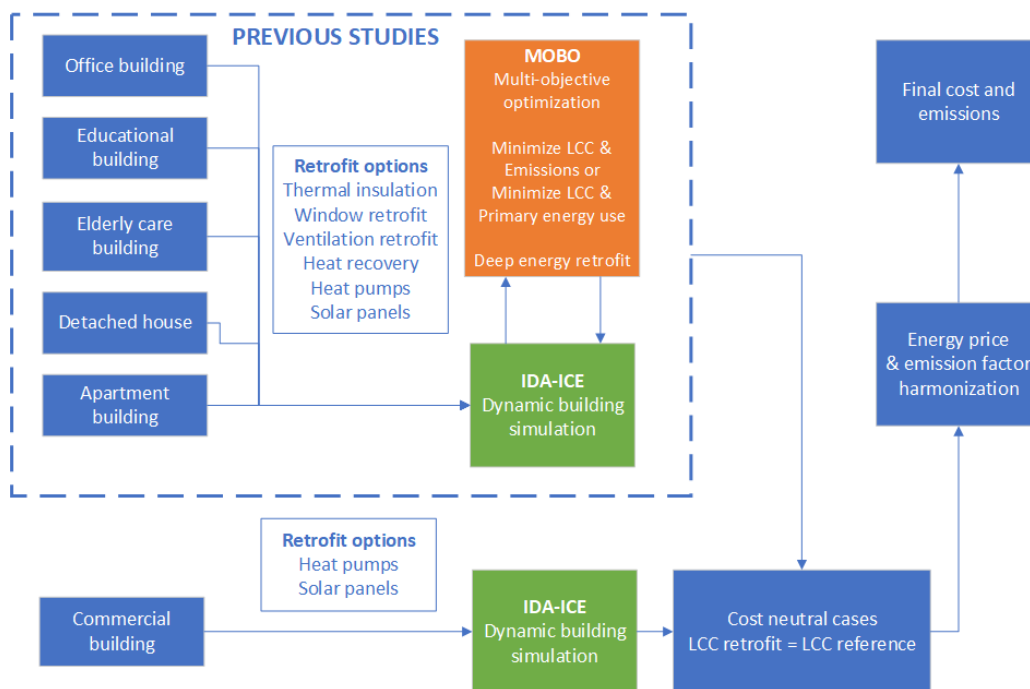 PREVIOUS STUDIES
Office building
Educational
building
Elderly care
building
Detached house
Apartment
building
Retrofit options
Thermal insulation
Window retrofit
Ventilation retrofit
Heat recovery
Heat pumps
Solar panels
MOBO
Multi-objective
optimization
Minimize LCC &
Emissions or
Minimize LCC &
Primary energy use
Deep energy retrofit
IDA-ICE
Dynamic building
simulation
Final cost and
emissions
Energy price
& emission factor
harmonization
Retrofit options
Heat pumps
Solar panels
Commercial
building
IDA-ICE
Dynamic building
simulation
Cost neutral cases
LCC retrofit = LCC reference